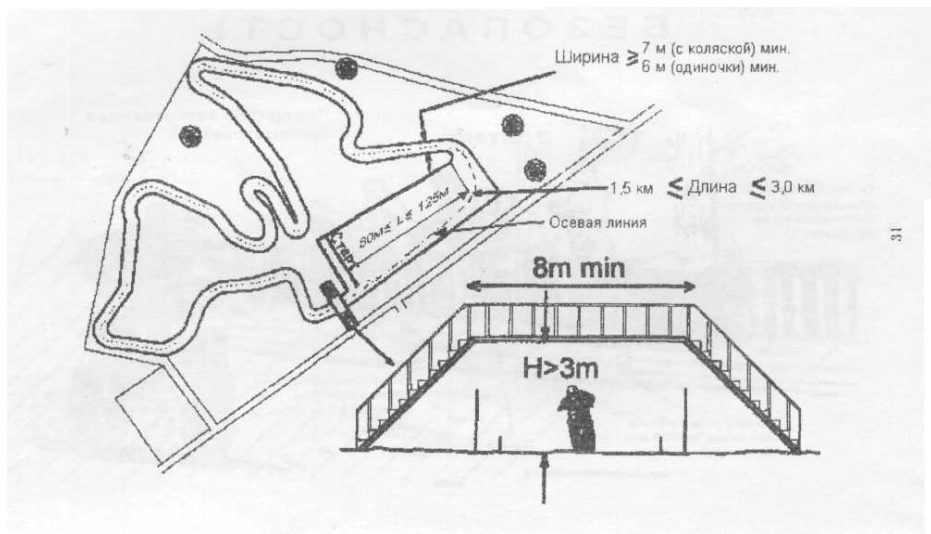 БЕЗОПАСНОСТЬ
Ширина ≥ 7 м (с коляской) мин.
6 м (одиночки) мин.
1,5 км ≤ Длина ≤ 3,0 км
80м ≤ L ≤ 125м
Осевая линия
Старт
31
8m min
H>3m